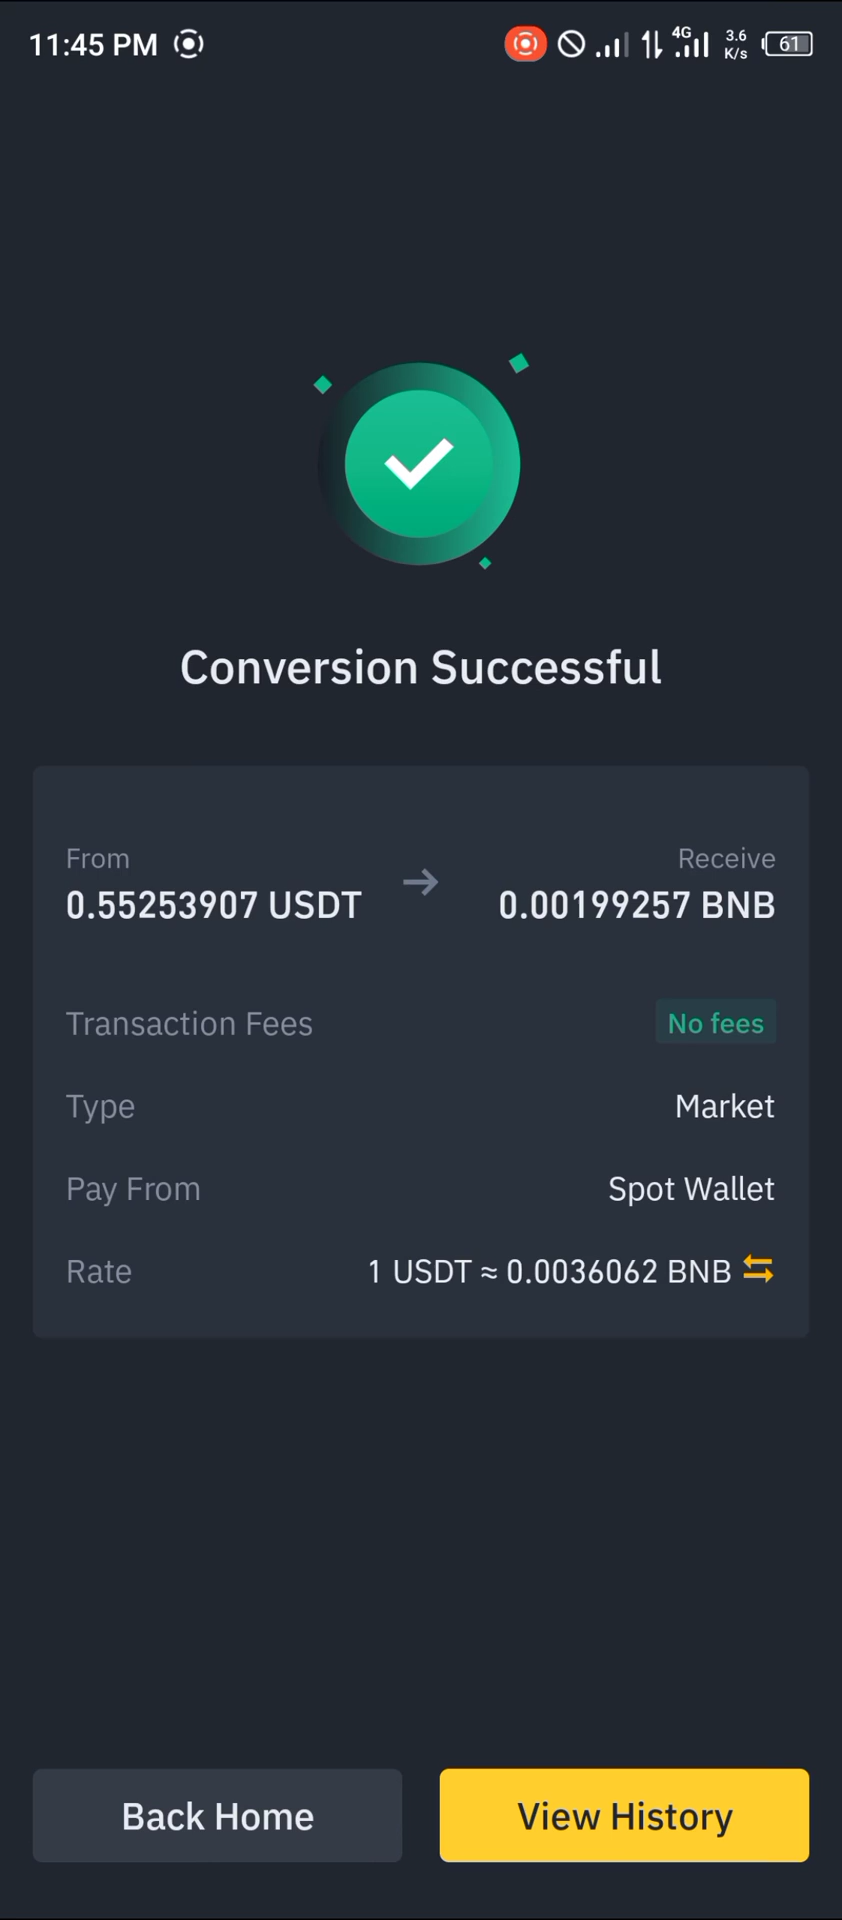 11:45 PM
4G
3.6
K/s
61
Conversion Successful
From
Receive
0.55253907 USDT
0.00199257 BNB
Transaction Fees
No fees
Type
Market
Pay From
Spot Wallet
Rate
1 USDT ≈ 0.0036062 BNB
Back Home
View History